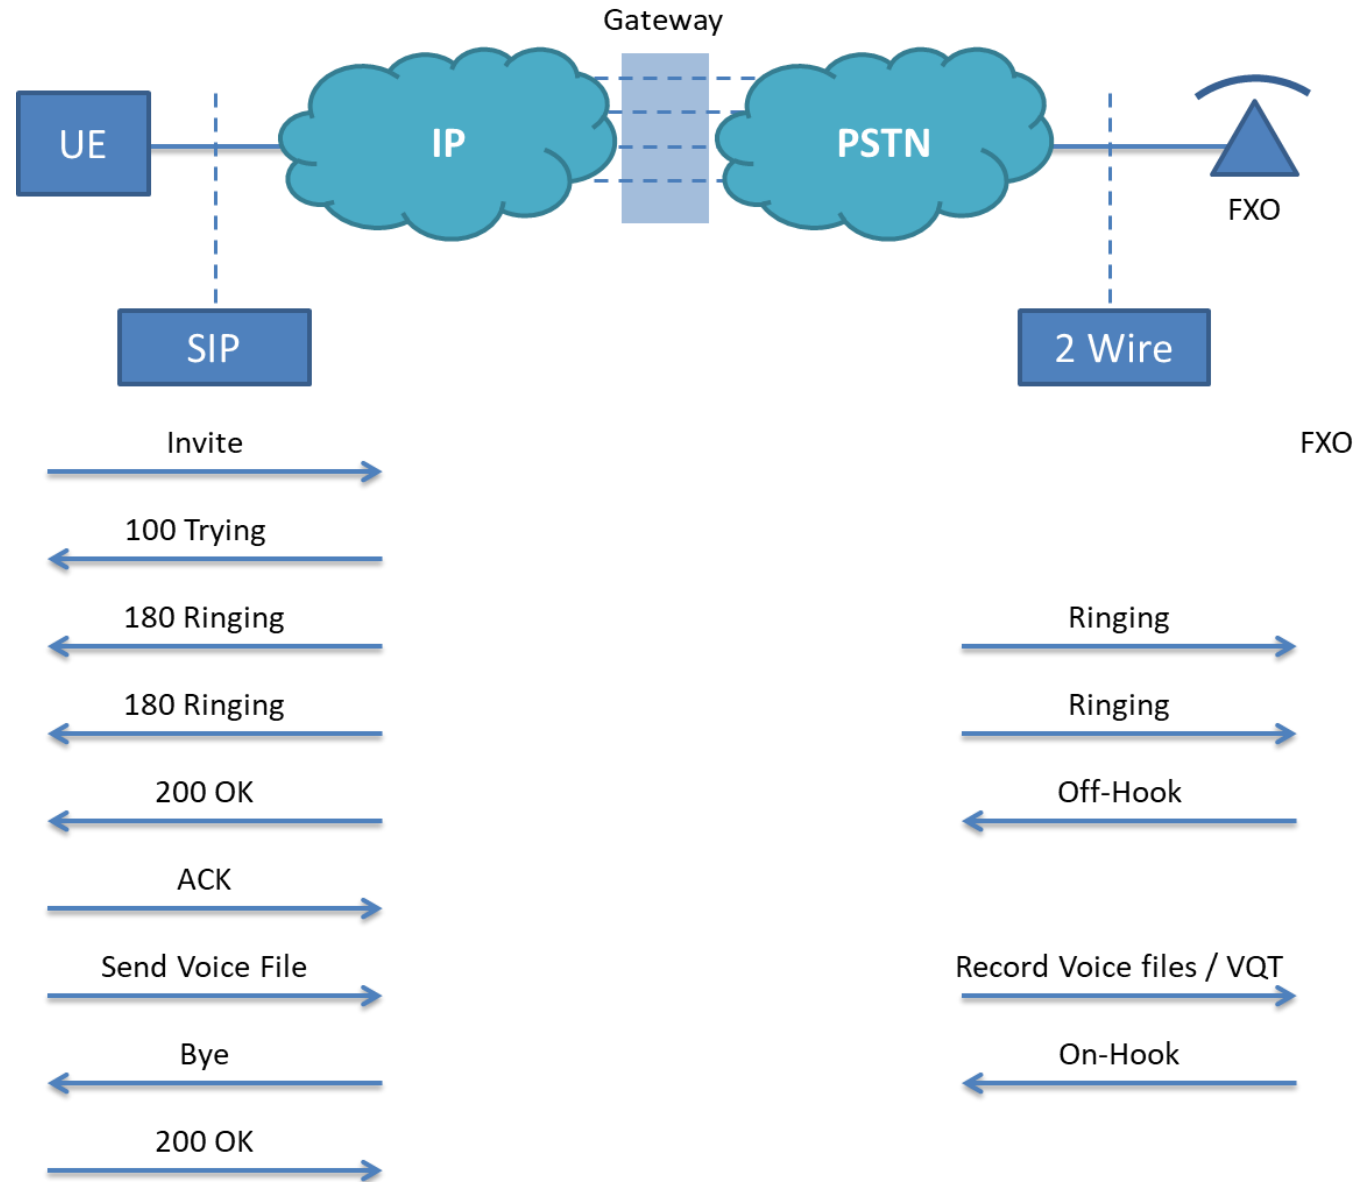 Gateway
UE
IP
PSTN
FXO
SIP
2 Wire
Invite
FXO
100 Trying
180 Ringing
Ringing
180 Ringing
Ringing
200 OK
Off-Hook
ACK
Send Voice File
Record Voice files / VQT
Bye
On-Hook
200 OK